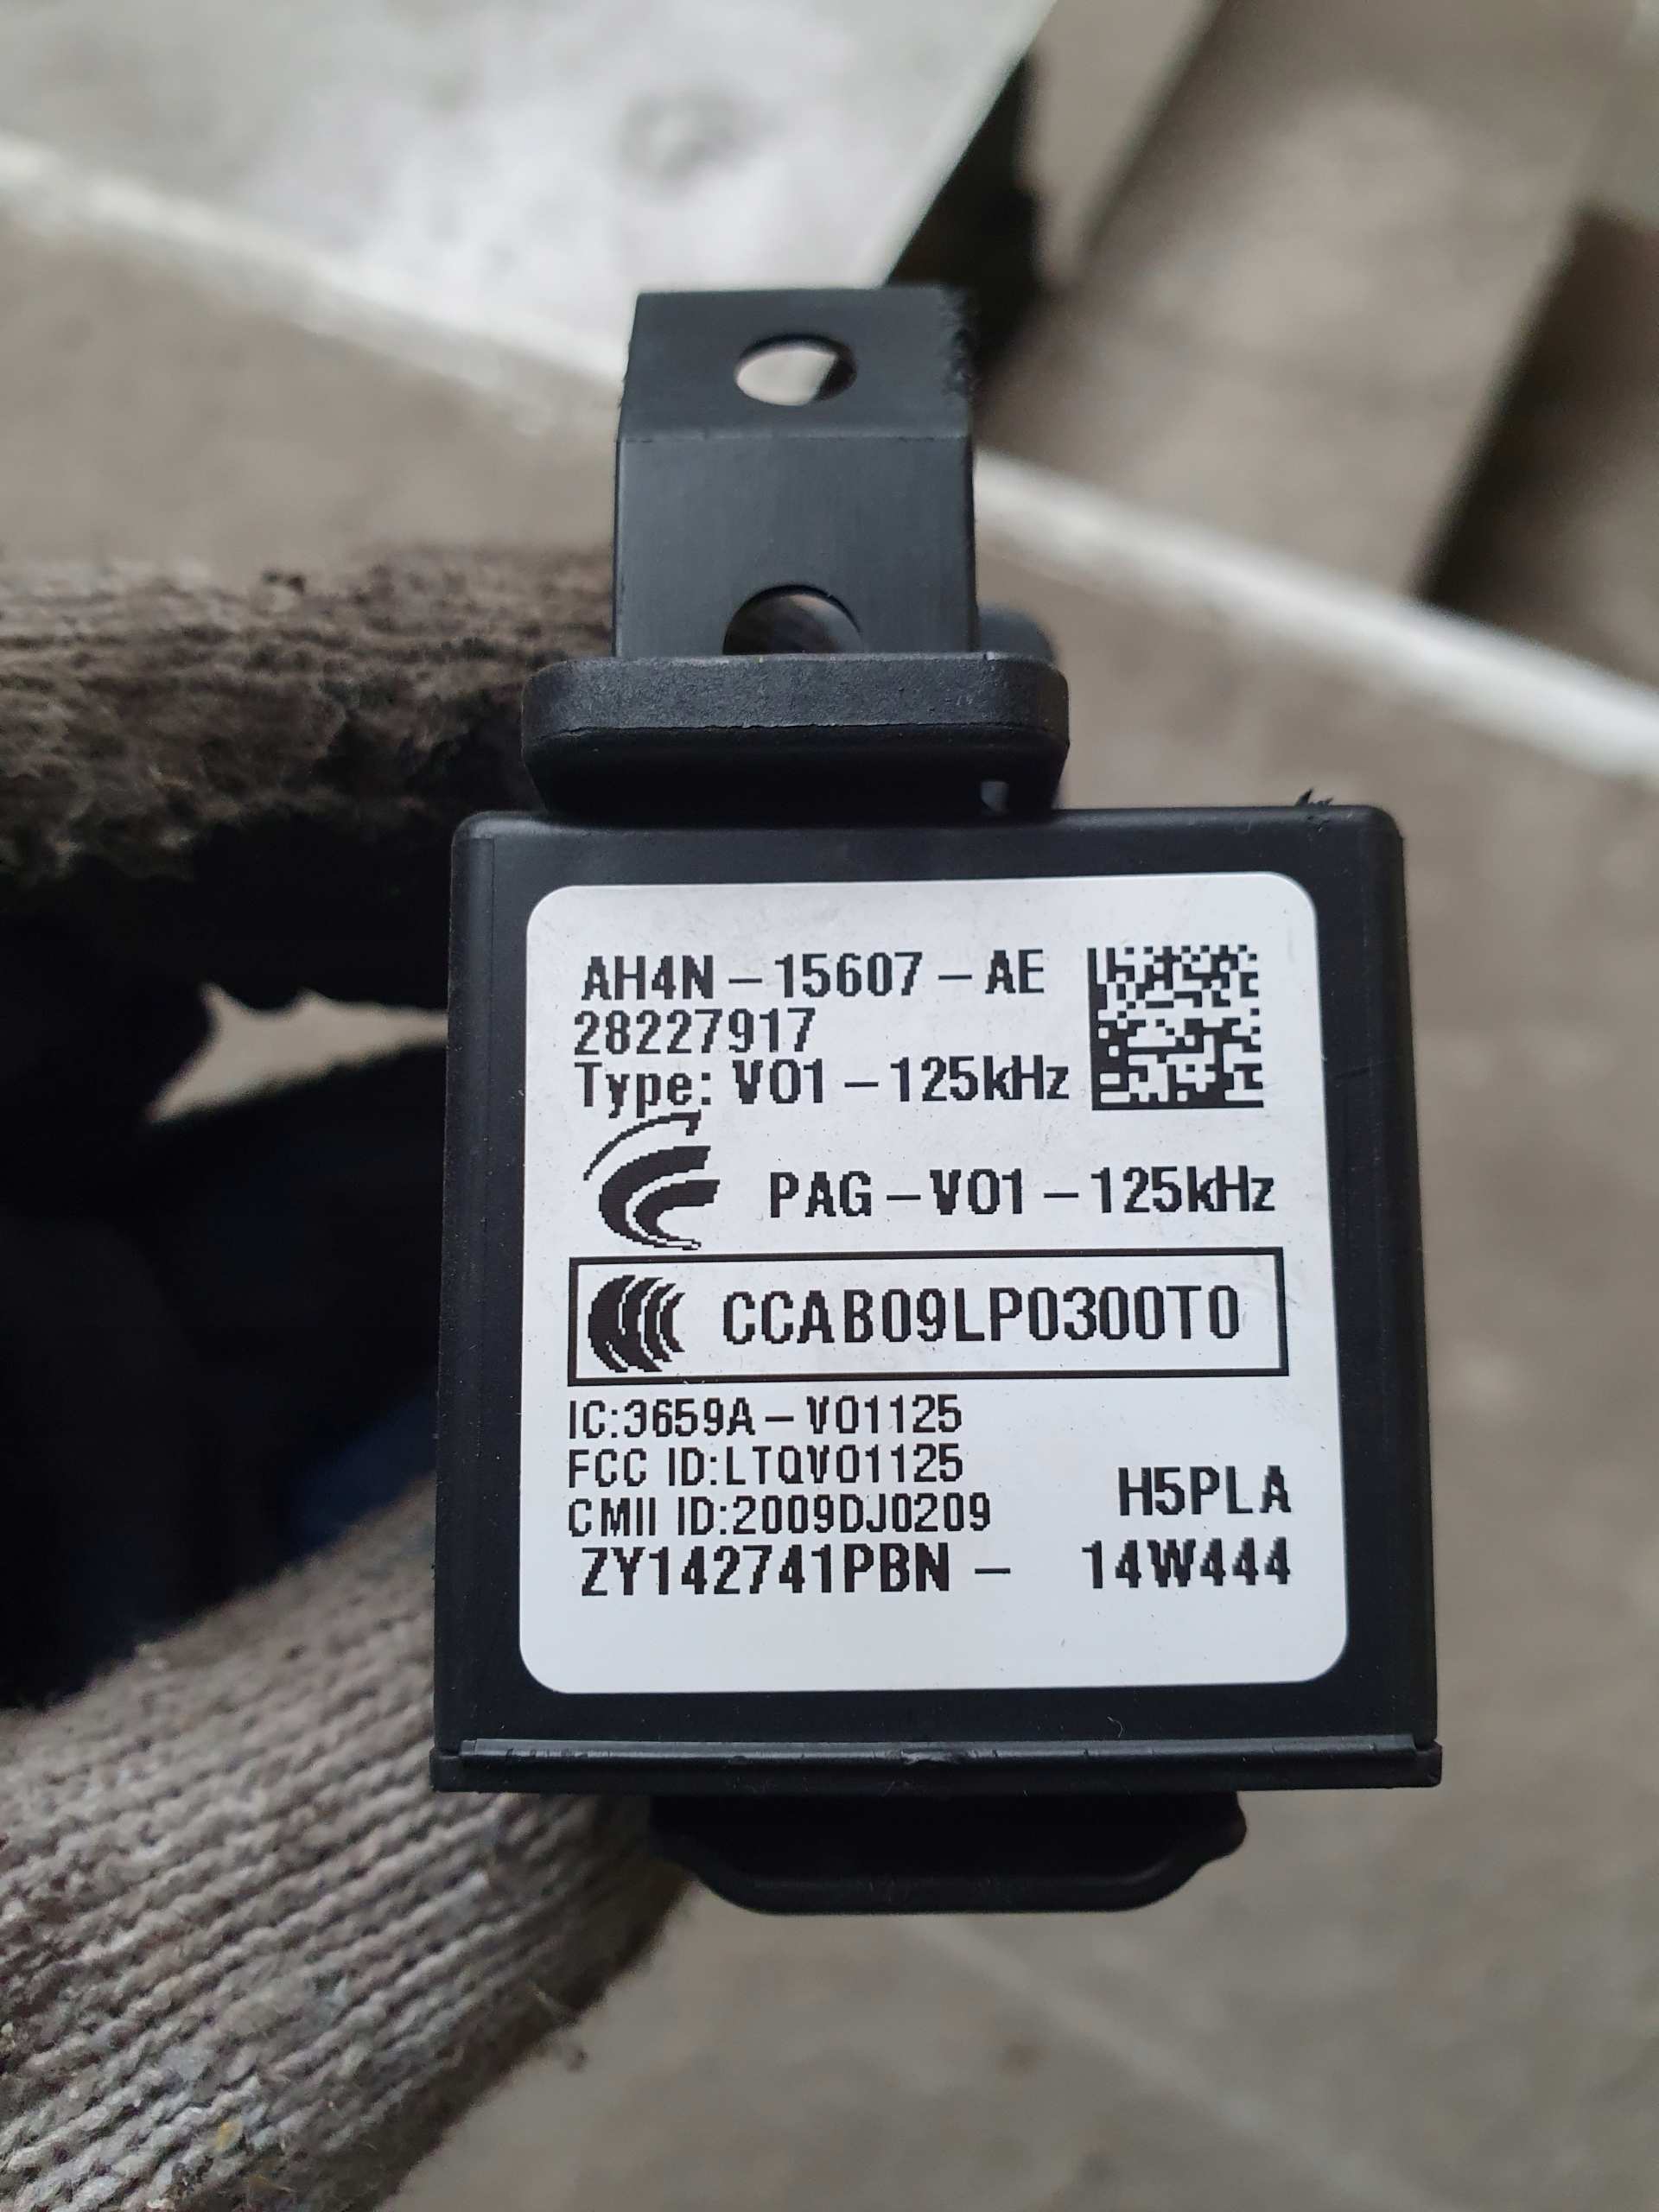 AH4N-15607-AE
28227917
Type: V01-125kHz
PAG-V01-125kHz
CCAB09LP0300T0
IC:3659A-V01125
FCC ID:LTQV01125
CMII ID:2009DJ0209
H5PLA
ZY142741PBN- 14W444